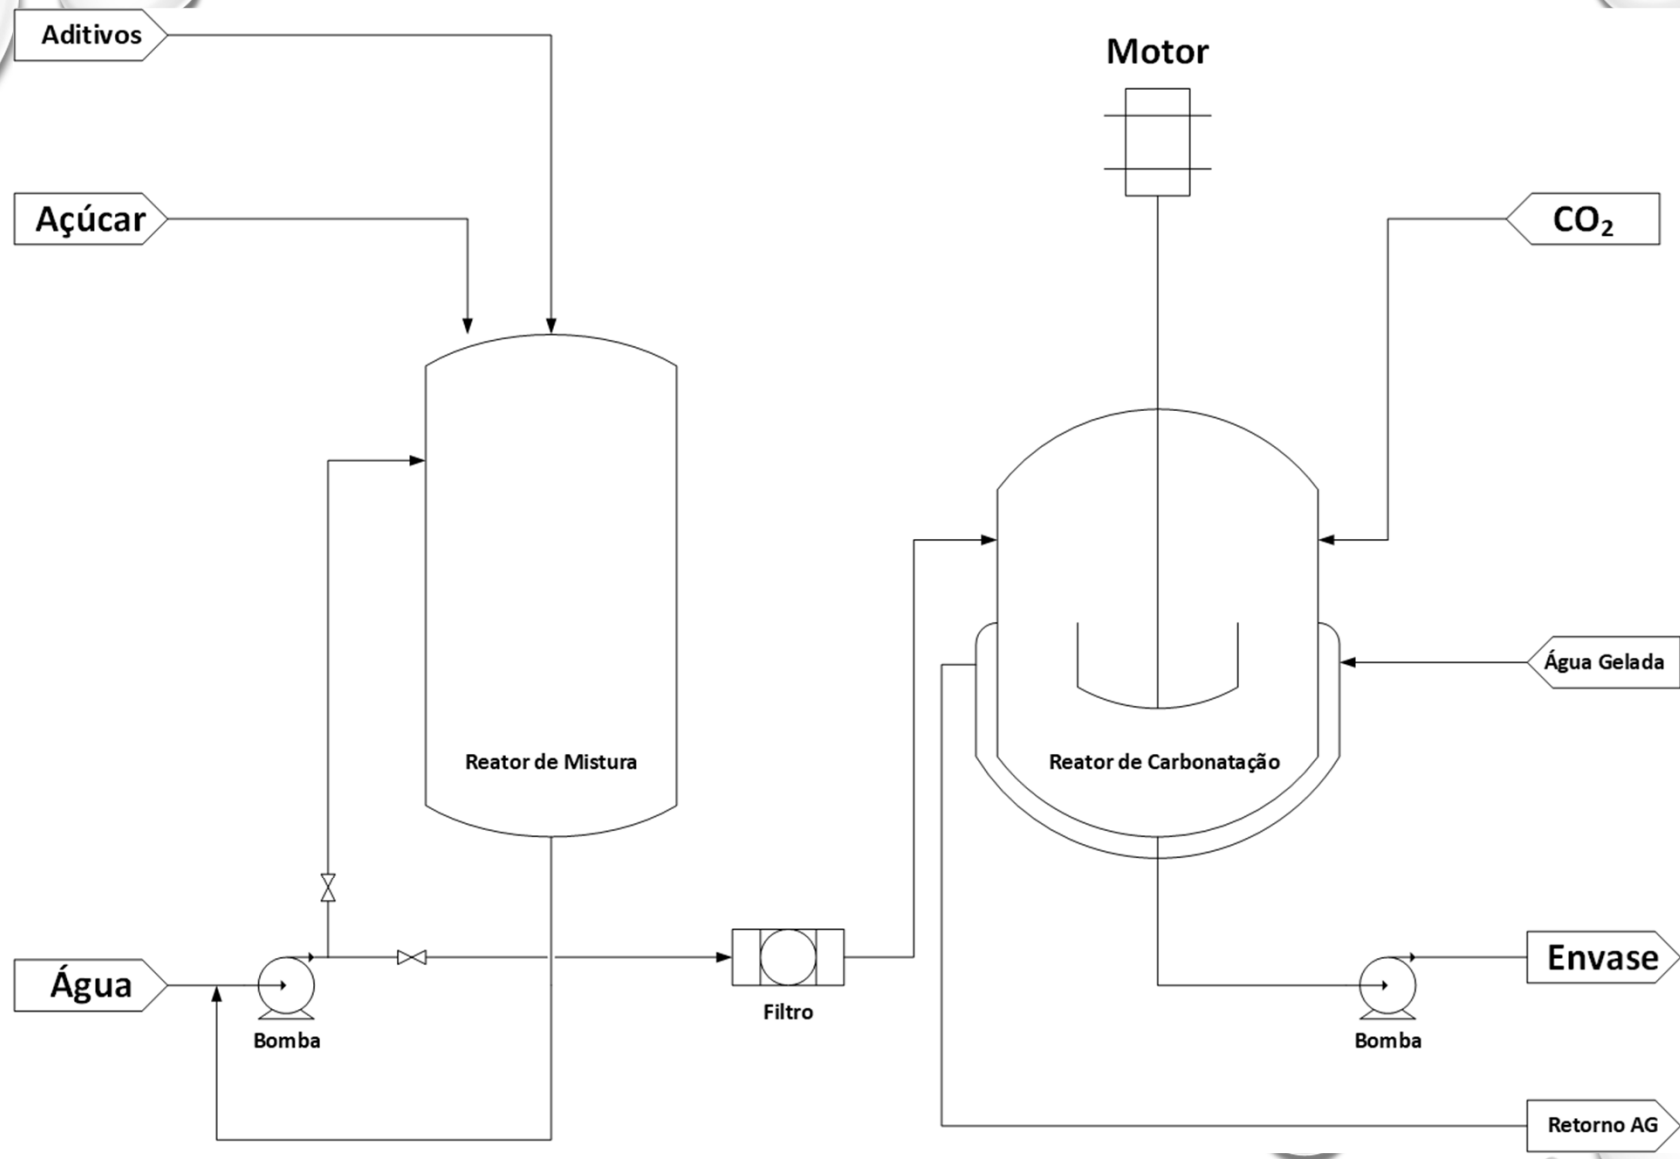 Aditivos
Motor
Açúcar
CO₂
Água Gelada
Reator de Mistura
Reator de Carbonatação
Água
Envase
Filtro
Bomba
Bomba
Retorno AG